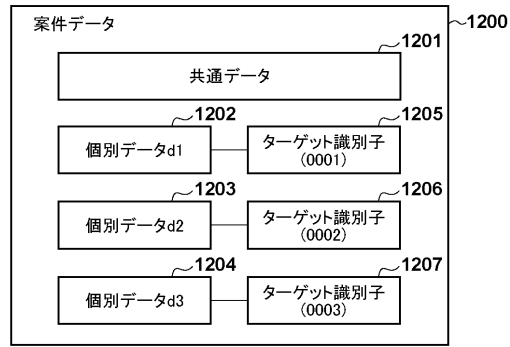 案件データ
1200
1201
共通データ
1202
1205
個別データd1
ターゲット識別子
(0001)
1203
1206
個別データd2
ターゲット識別子
(0002)
1204
1207
個別データd3
ターゲット識別子
(0003)